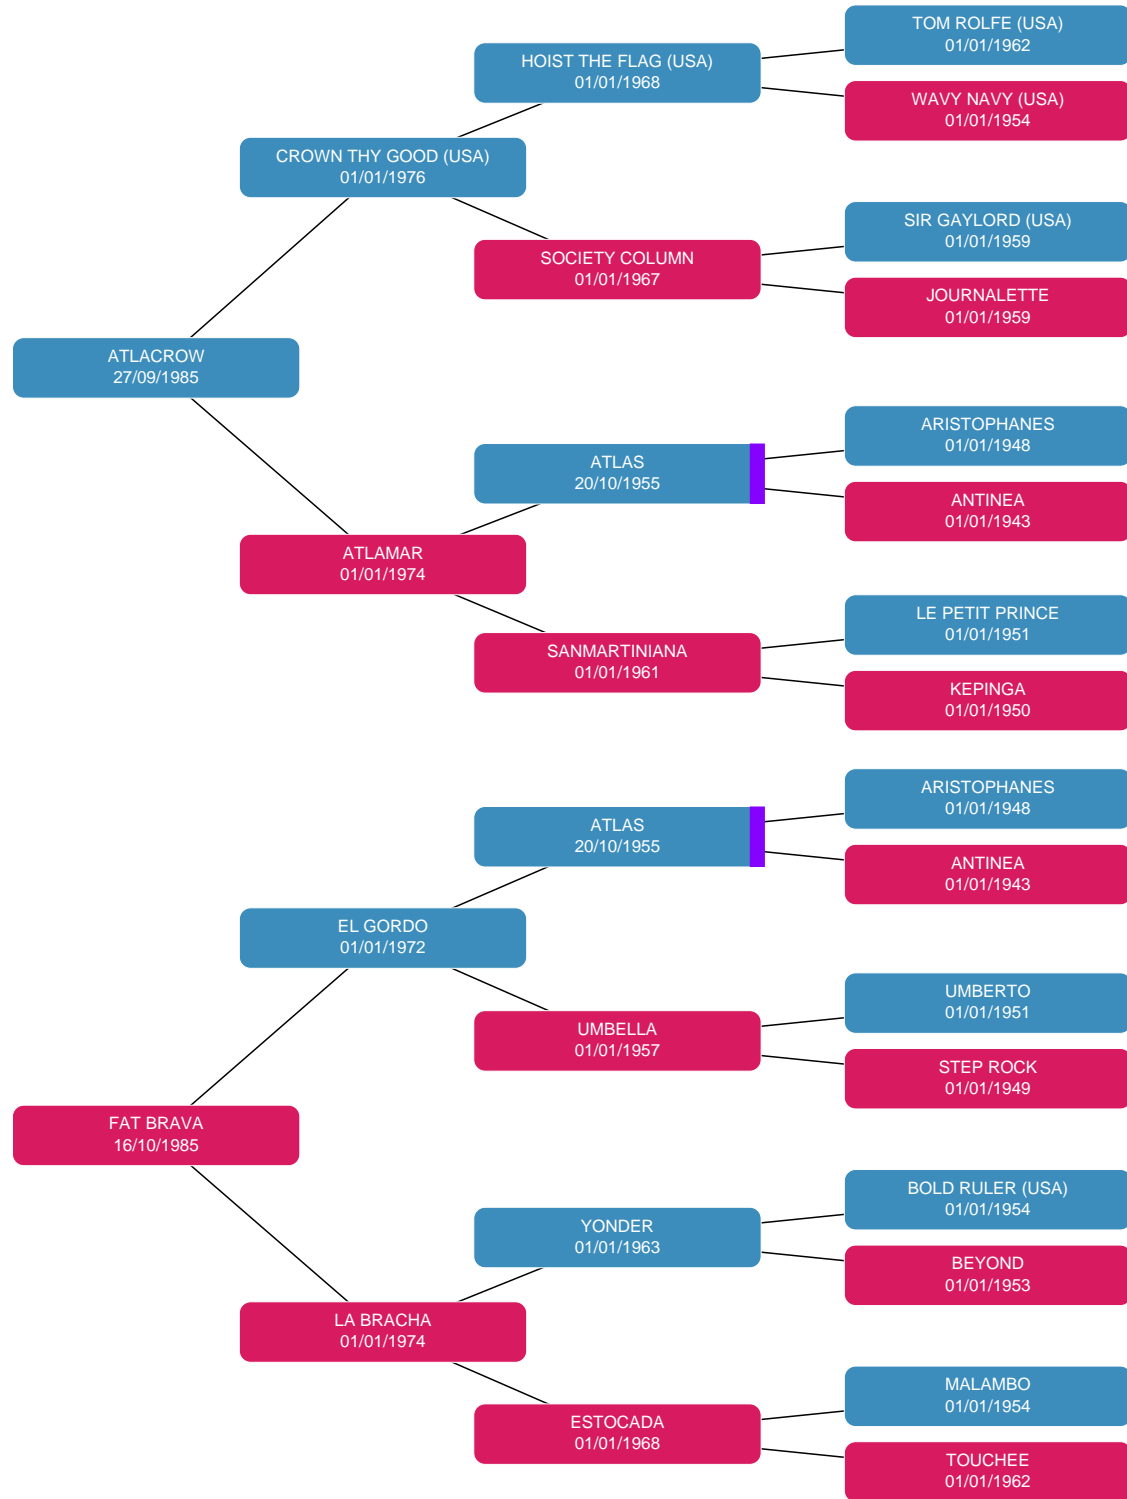 TOM ROLFE (USA)
01/01/1962
HOIST THE FLAG (USA)
01/01/1968
WAVY NAVY (USA)
01/01/1954
CROWN THY GOOD (USA)
01/01/1976
SIR GAYLORD (USA)
01/01/1959
SOCIETY COLUMN
01/01/1967
JOURNALETTE
01/01/1959
ATLACROW
27/09/1985
ARISTOPHANES
01/01/1948
ATLAS
20/10/1955
ANTINEA
01/01/1943
ATLAMAR
01/01/1974
LE PETIT PRINCE
01/01/1951
SANMARTINIANA
01/01/1961
KEPINGA
01/01/1950
ARISTOPHANES
01/01/1948
ATLAS
20/10/1955
ANTINEA
01/01/1943
EL GORDO
01/01/1972
UMBERTO
01/01/1951
UMBELLA
01/01/1957
STEP ROCK
01/01/1949
FAT BRAVA
16/10/1985
BOLD RULER (USA)
01/01/1954
YONDER
01/01/1963
BEYOND
01/01/1953
LA BRACHA
01/01/1974
MALAMBO
01/01/1954
ESTOCADA
01/01/1968
TOUCHEE
01/01/1962